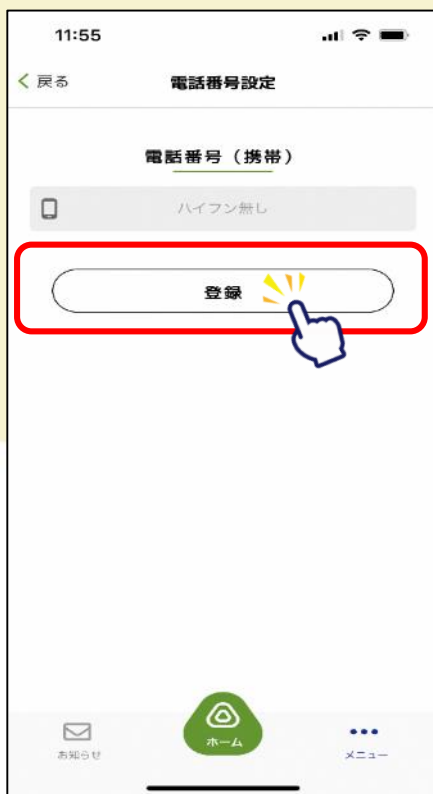 11:55
戻る 電話番号設定
電話番号（携帯）
ハイフン無し
登録
お知らせ ホーム メニュー